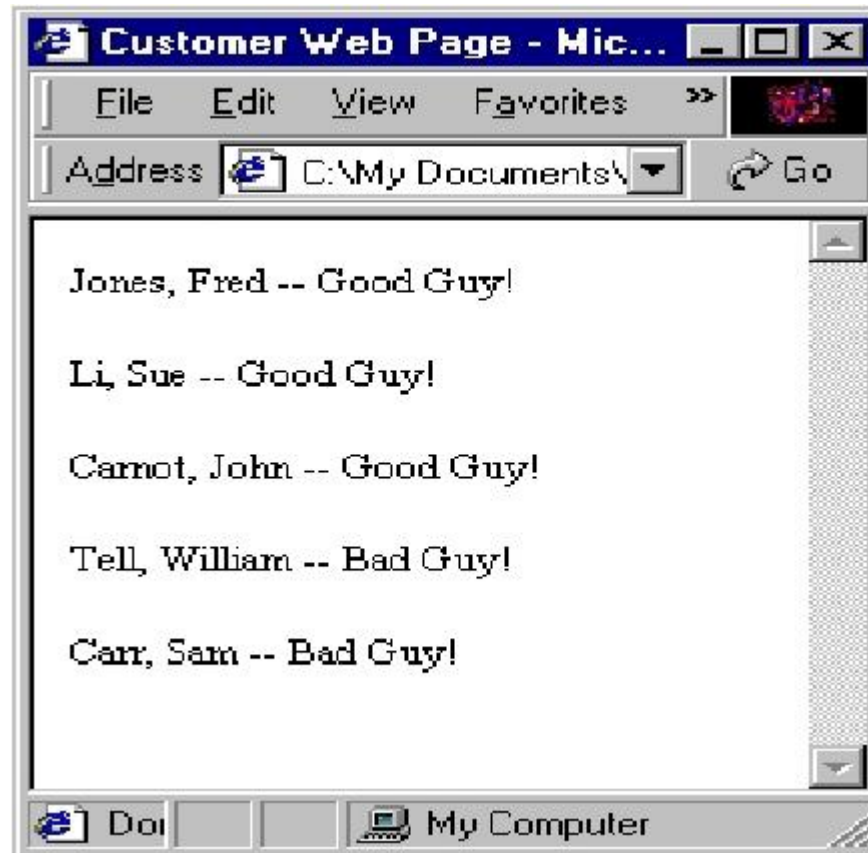 Customer Web Page - Mic...
File Edit View Favorites »
Address C:\My Documents\ Go
Jones, Fred -- Good Guy!
Li, Sue -- Good Guy!
Carnot, John -- Good Guy!
Tell, William -- Bad Guy!
Carr, Sam -- Bad Guy!
My Computer